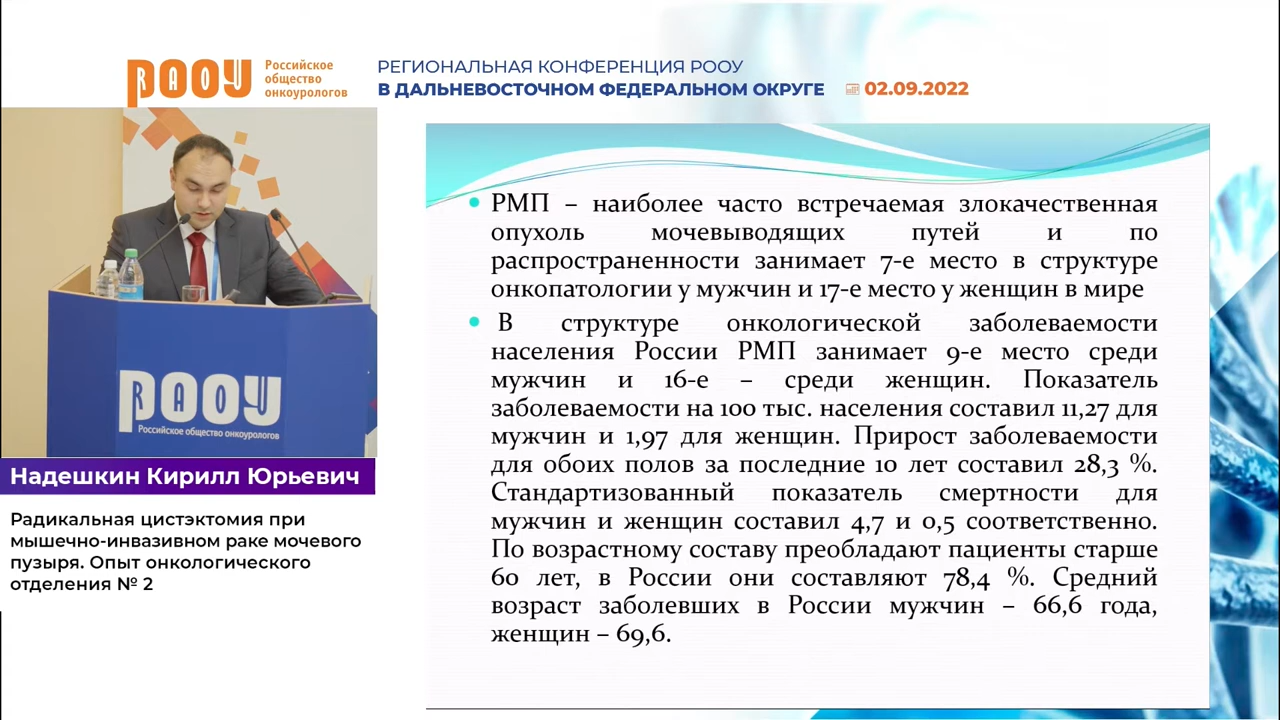 РООУ
Российское
общество
онкоурологов
РЕГИОНАЛЬНАЯ КОНФЕРЕНЦИЯ РООУ
В ДАЛЬНЕВОСТОЧНОМ ФЕДЕРАЛЬНОМ ОКРУГЕ 02.09.2022
РООУ
Российское общество онкоурологов
Надешкин Кирилл Юрьевич
Радикальная цистэктомия при
мышечно-инвазивном раке мочевого
пузыря. Опыт онкологического
отделения № 2
• РМП – наиболее часто встречаемая злокачественная
опухоль мочевыводящих путей и по
распространенности занимает 7-е место в структуре
онкопатологии у мужчин и 17-е место у женщин в мире
• В структуре онкологической заболеваемости
населения России РМП занимает 9-е место среди
мужчин и 16-е – среди женщин. Показатель
заболеваемости на 100 тыс. населения составил 11,27 для
мужчин и 1,97 для женщин. Прирост заболеваемости
для обоих полов за последние 10 лет составил 28,3 %.
Стандартизованный показатель смертности для
мужчин и женщин составил 4,7 и 0,5 соответственно.
По возрастному составу преобладают пациенты старше
60 лет, в России они составляют 78,4 %. Средний
возраст заболевших в России мужчин – 66,6 года,
женщин – 69,6.